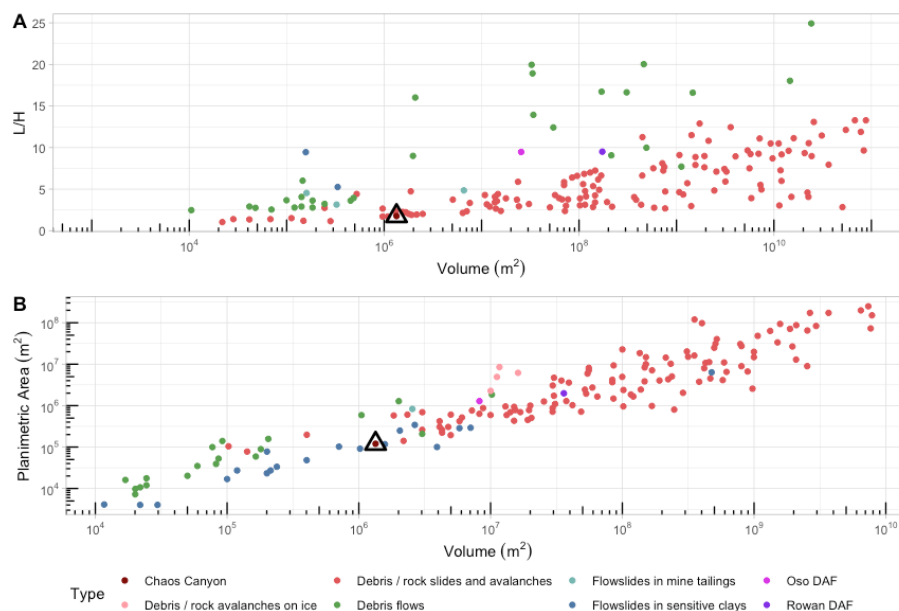 A
25
20
15
10
5
0
L/H
10⁴ 10⁶ 10⁸ 10¹⁰
Volume (m²)
B
10⁸
10⁷
10⁶
10⁵
10⁴
Planimetric Area (m²)
10⁴ 10⁵ 10⁶ 10⁷ 10⁸ 10⁹ 10¹⁰
Volume (m²)
Type
Chaos Canyon Debris / rock slides and avalanches Flowslides in mine tailings Oso DAF
Debris / rock avalanches on ice Debris flows Flowslides in sensitive clays Rowan DAF